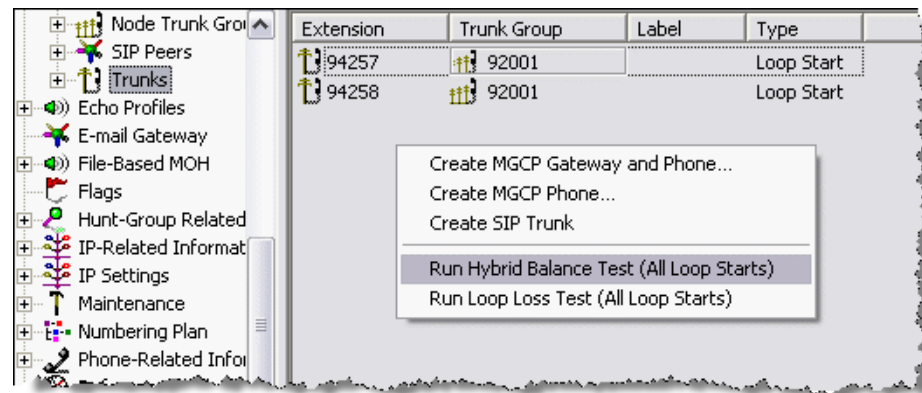 Node Trunk Grou
SIP Peers
Trunks
Echo Profiles
E-mail Gateway
File-Based MOH
Flags
Hunt-Group Related
IP-Related Informat
IP Settings
Maintenance
Numbering Plan
Phone-Related Infor
Extension Trunk Group Label Type
94257 92001 Loop Start
94258 92001 Loop Start
Create MGCP Gateway and Phone...
Create MGCP Phone...
Create SIP Trunk
Run Hybrid Balance Test (All Loop Starts)
Run Loop Loss Test (All Loop Starts)